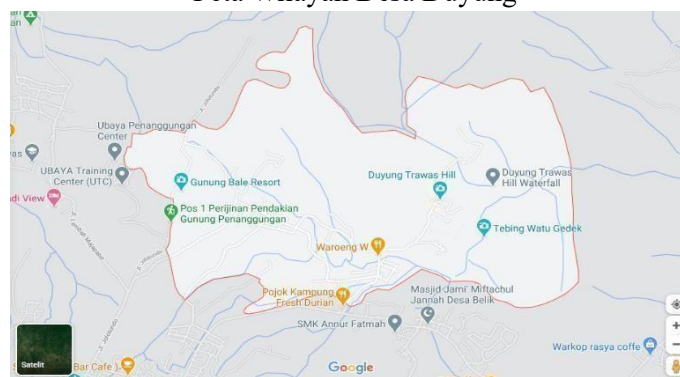 Ubaya Penanggungan
Center
UBAYA Training
Center (UTC)
Gunung Bale Resort
Pos 1 Perijinan Pendakian
Gunung Penanggungan
Duyung Trawas Hill
Duyung Trawas
Hill Waterfall
Tebing Watu Gedek
Waroeng W
Pojok Kampung
Fresh Durian
Masjid Jami' Miftachul
Jannah Desa Belik
SMK Annur Fatmah
Warkop rasya coffe
Bar Cafe )
Satelit
Google